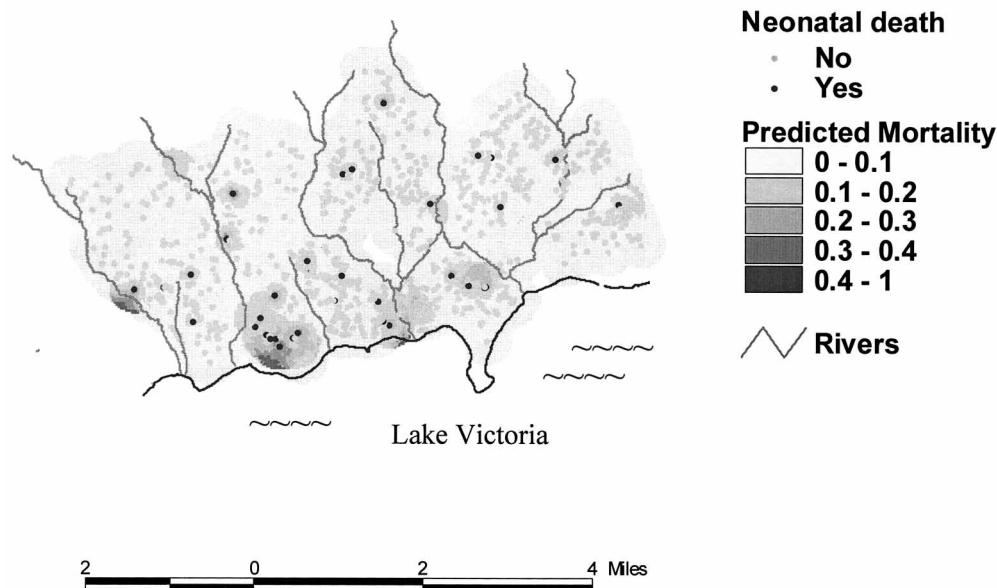 Neonatal death
No
Yes
Predicted Mortality
0 - 0.1
0.1 - 0.2
0.2 - 0.3
0.3 - 0.4
0.4 - 1
Rivers
Lake Victoria
2 0 2 4 Miles